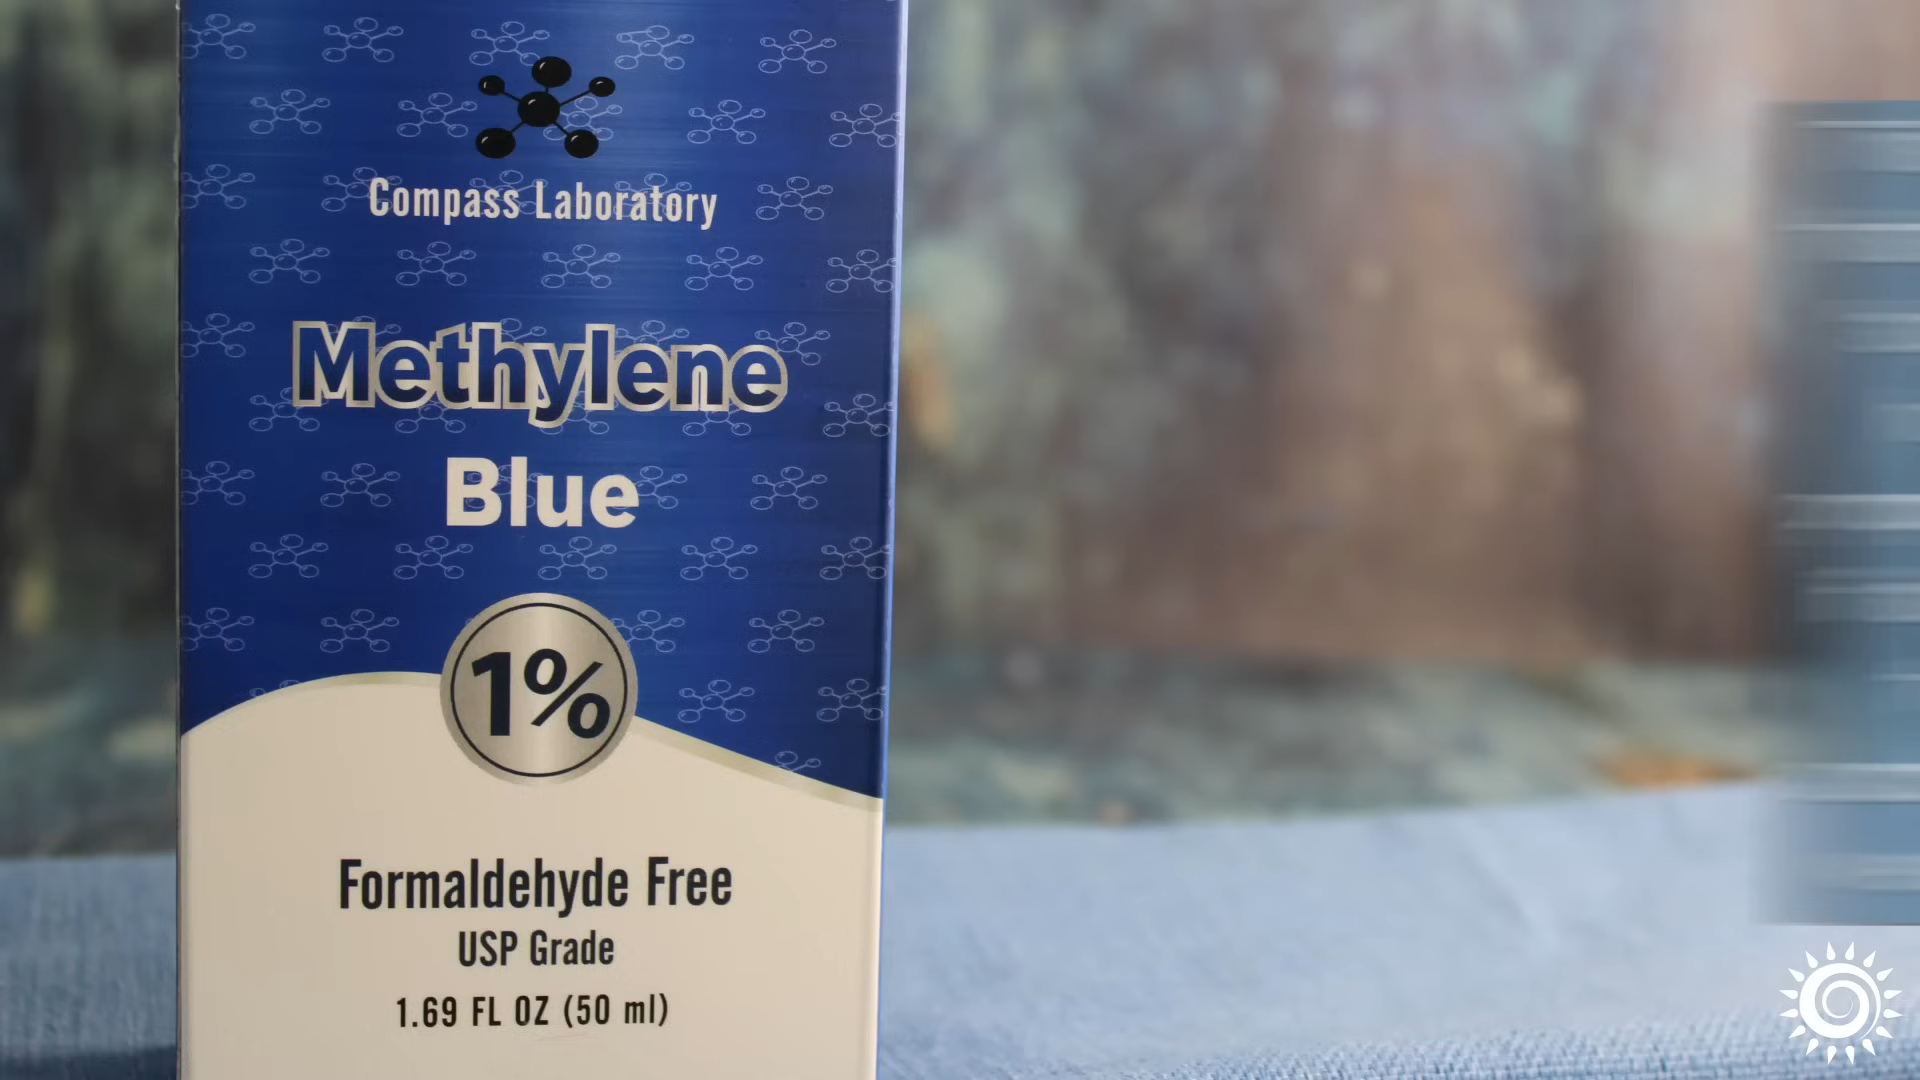 Compass Laboratory
Methylene
Blue
1%
Formaldehyde Free
USP Grade
1.69 FL OZ (50 ml)